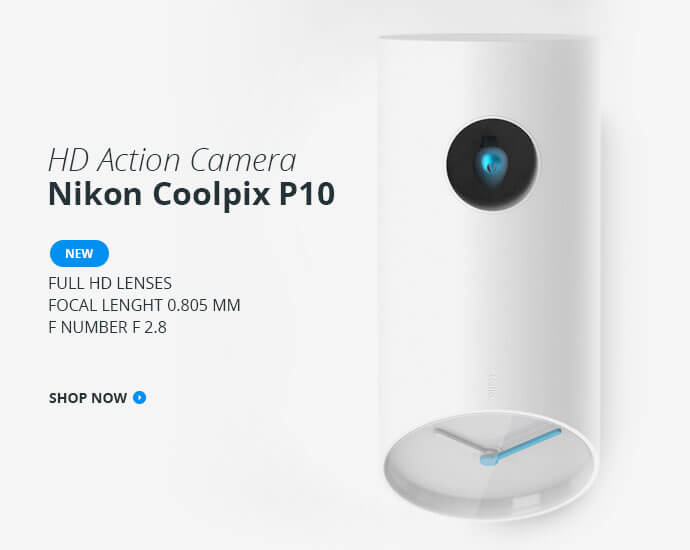 HD Action Camera
Nikon Coolpix P10
NEW
FULL HD LENSES
FOCAL LENGHT 0.805 MM
F NUMBER F 2.8
SHOP NOW